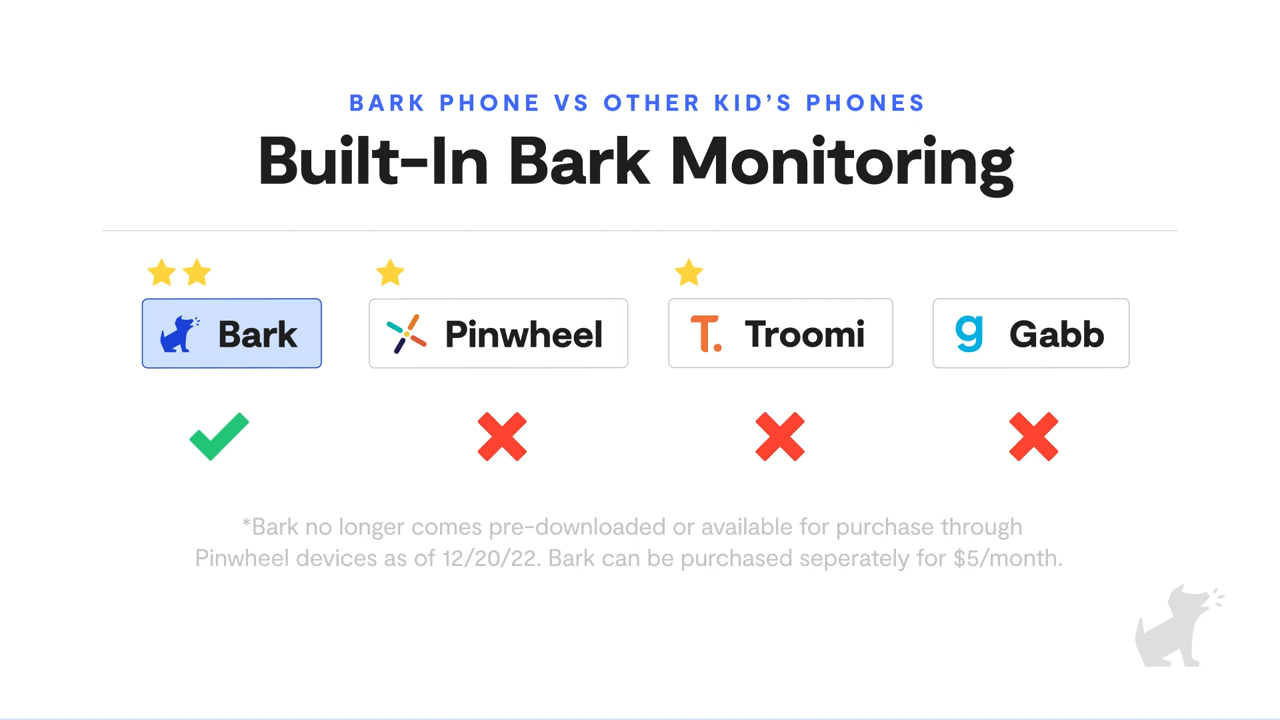 BARK PHONE VS OTHER KID’S PHONES
Built-In Bark Monitoring
Bark
Pinwheel
T. Troomi
g Gabb
*Bark no longer comes pre-downloaded or available for purchase through
Pinwheel devices as of 12/20/22. Bark can be purchased seperately for $5/month.